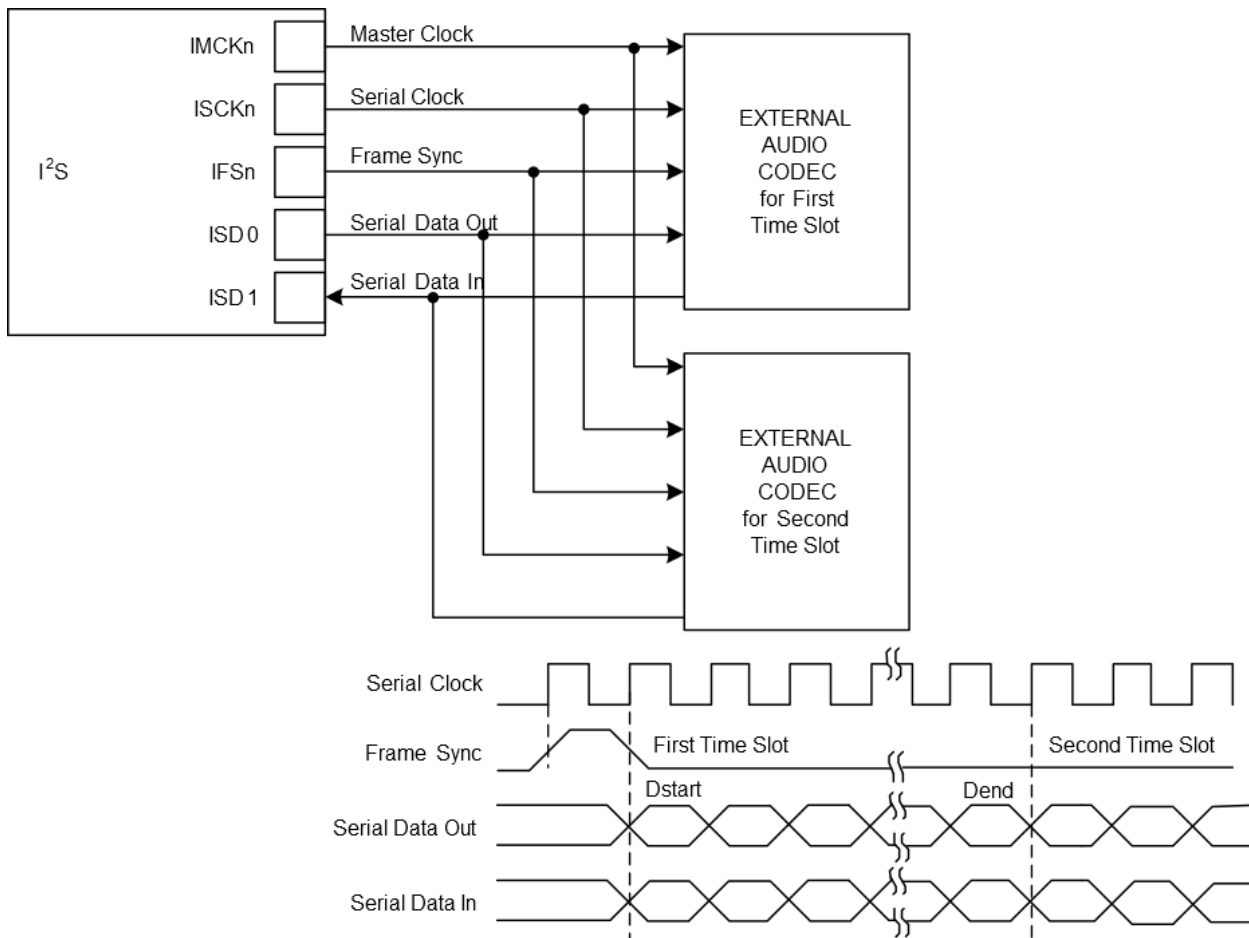 IMCKn
Master Clock
ISCKn
Serial Clock
I²S
IFSn
Frame Sync
ISD0
Serial Data Out
ISD1
Serial Data In
EXTERNAL
AUDIO
CODEC
for First
Time Slot
EXTERNAL
AUDIO
CODEC
for Second
Time Slot
Serial Clock
Frame Sync
First Time Slot
Second Time Slot
Dstart
Dend
Serial Data Out
Serial Data In